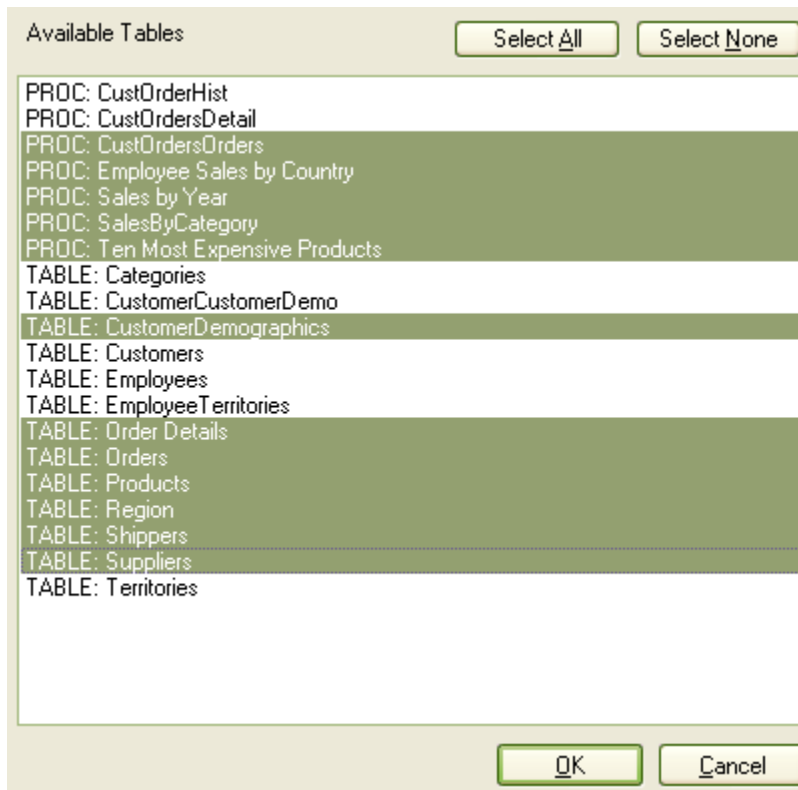 Available Tables
Select All
Select None
PROC: CustOrderHist
PROC: CustOrdersDetail
PROC: CustOrdersOrders
PROC: Employee Sales by Country
PROC: Sales by Year
PROC: SalesByCategory
PROC: Ten Most Expensive Products
TABLE: Categories
TABLE: CustomerCustomerDemo
TABLE: CustomerDemographics
TABLE: Customers
TABLE: Employees
TABLE: EmployeeTerritories
TABLE: Order Details
TABLE: Orders
TABLE: Products
TABLE: Region
TABLE: Shippers
TABLE: Suppliers
TABLE: Territories
OK
Cancel